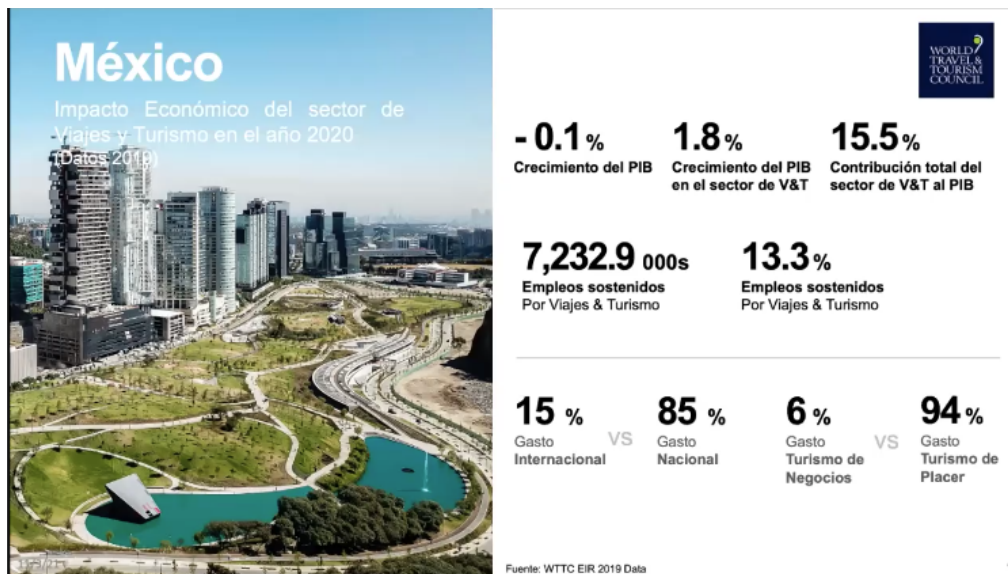 México
Impacto Económico del sector de
Viajes y Turismo en el año 2020
(Datos 2019)
WORLD
TRAVEL &
TOURISM
COUNCIL
- 0.1 %
Crecimiento del PIB
1.8 %
Crecimiento del PIB
en el sector de V&T
15.5 %
Contribución total del
sector de V&T al PIB
7,232.9 000s
Empleos sostenidos
Por Viajes & Turismo
13.3 %
Empleos sostenidos
Por Viajes & Turismo
15 %
Gasto
Internacional
VS
85 %
Gasto
Nacional
6 %
Gasto
Turismo de
Negocios
VS
94 %
Gasto
Turismo de
Placer
Fuente: WTTC EIR 2019 Data